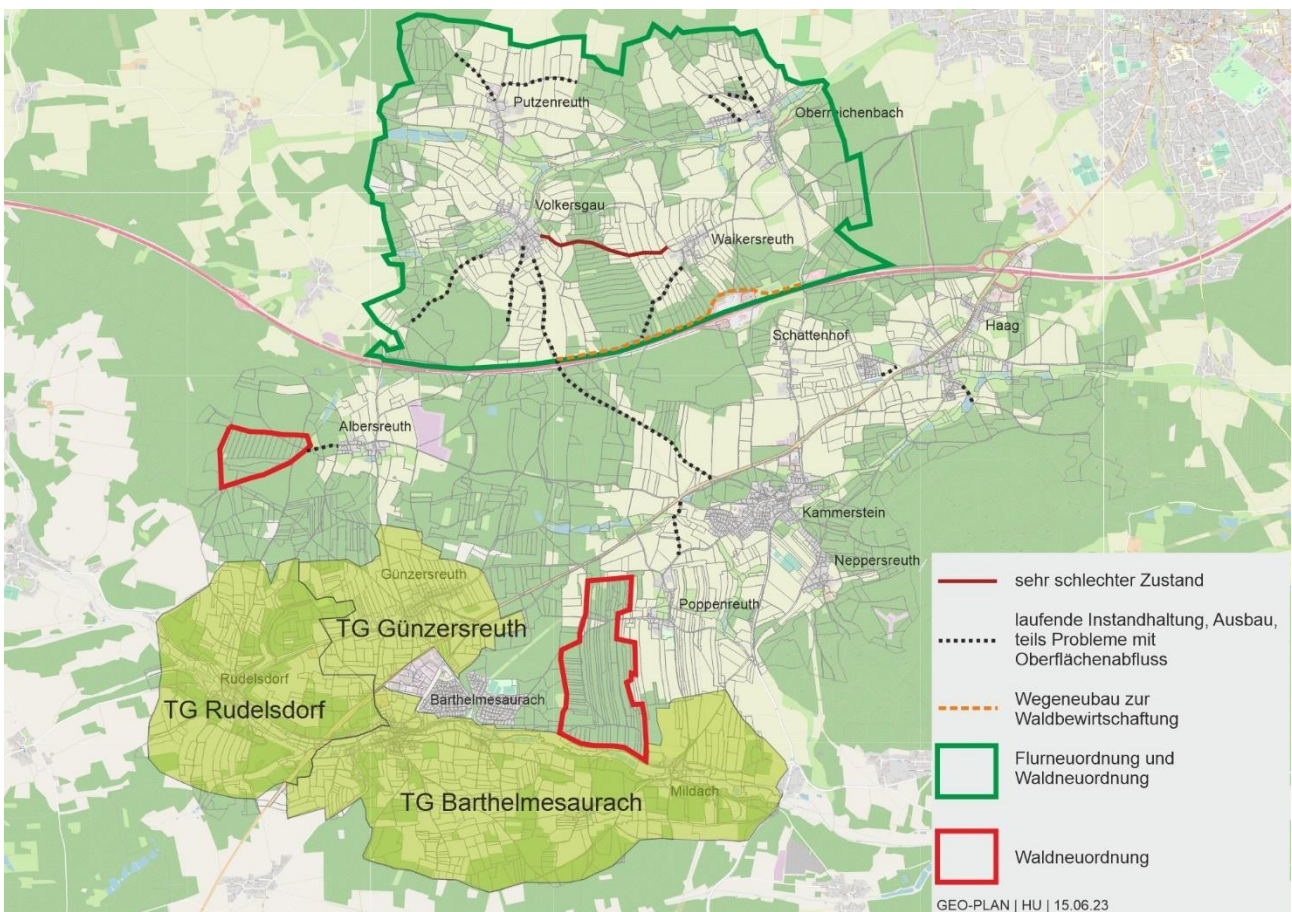 Putzenreuth
Oberreichenbach
Volkersgau
Walkersreuth
Schattenhof
Haag
Albersreuth
Kammerstein
Neppersreuth
Günzersreuth
Poppenreuth
TG Günzersreuth
Rudelsdorf
TG Rudelsdorf
Barthelmesaurach
TG Barthelmesaurach
Mildach
sehr schlechter Zustand
laufende Instandhaltung, Ausbau,
teils Probleme mit
Oberflächenabfluss
Wegeneubau zur
Waldbewirtschaftung
Flurneuordnung und
Waldneuordnung
Waldneuordnung
GEO-PLAN | HU | 15.06.23